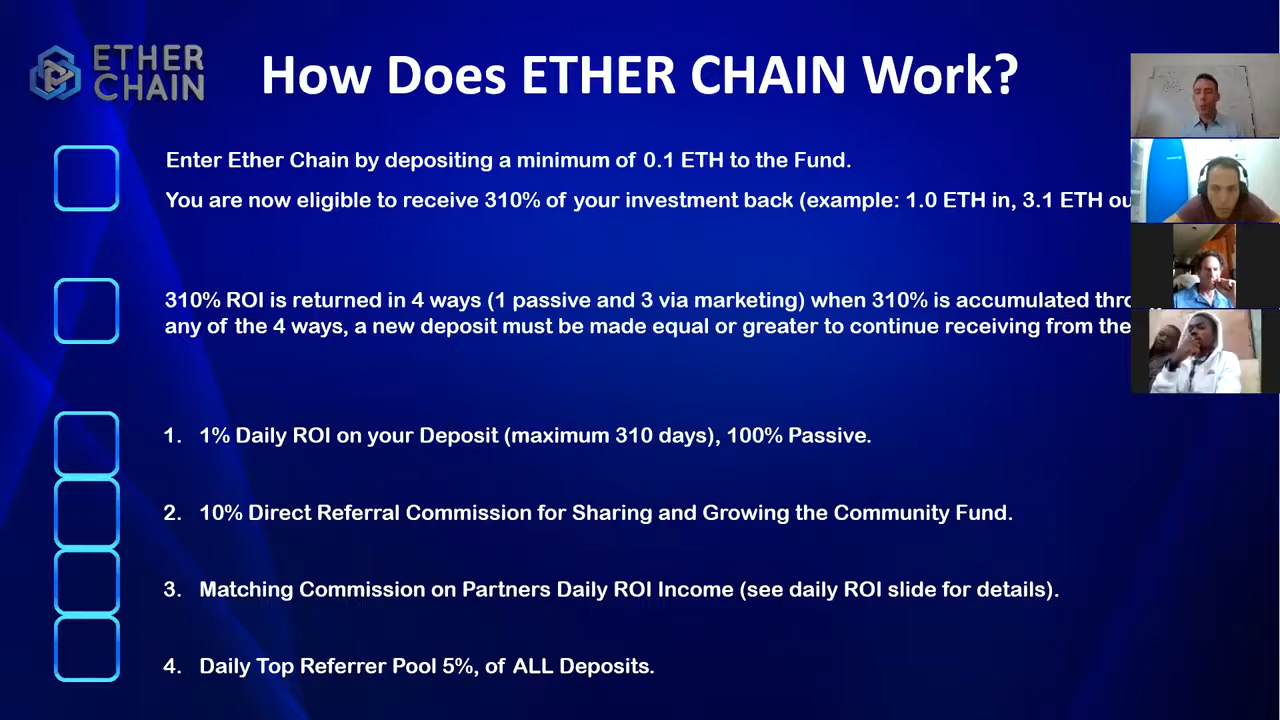 ETHER
CHAIN
How Does ETHER CHAIN Work?
Enter Ether Chain by depositing a minimum of 0.1 ETH to the Fund.
You are now eligible to receive 310% of your investment back (example: 1.0 ETH in, 3.1 ETH
310% ROI is returned in 4 ways (1 passive and 3 via marketing) when 310% is accumulated
any of the 4 ways, a new deposit must be made equal or greater to continue receiving from the
1. 1% Daily ROI on your Deposit (maximum 310 days), 100% Passive.
2. 10% Direct Referral Commission for Sharing and Growing the Community Fund.
3. Matching Commission on Partners Daily ROI Income (see daily ROI slide for details).
4. Daily Top Referrer Pool 5%, of ALL Deposits.